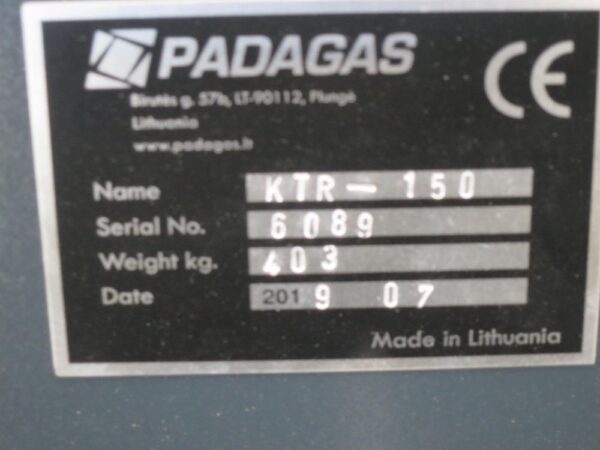 PADAGAS
CE
Birutės g. 57b, LT-90112, Plungė
Lithuania
www.padagas.lt
Name KTR - 150
Serial No. 6089
Weight kg. 403
Date 2019 07
Made in Lithuania